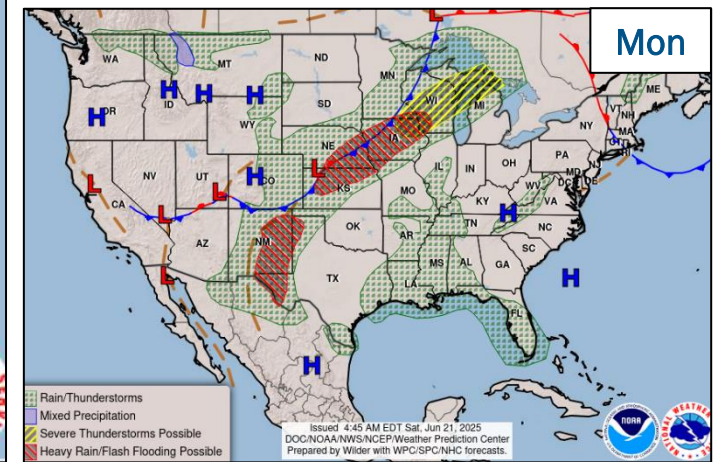 Mon
WA
MT
ND
MN
ME
OR
ID
WY
SD
WI
MI
VT
NH
NY
MA
CT
RI
NE
IA
PA
NJ
NV
UT
CO
KS
MO
IL
IN
OH
MD
DE
DC
WV
VA
KY
CA
AZ
NM
OK
AR
TN
NC
SC
TX
LA
MS
AL
GA
FL
H
H
H
H
H
H
H
H
L
L
L
L
L
L
Rain/Thunderstorms
Mixed Precipitation
Severe Thunderstorms Possible
Heavy Rain/Flash Flooding Possible
Issued 4:45 AM EDT Sat, Jun 21, 2025
DOC/NOAA/NWS/NCEP/Weather Prediction Center
Prepared by Wilder with WPC/SPC/NHC forecasts.
NOAA